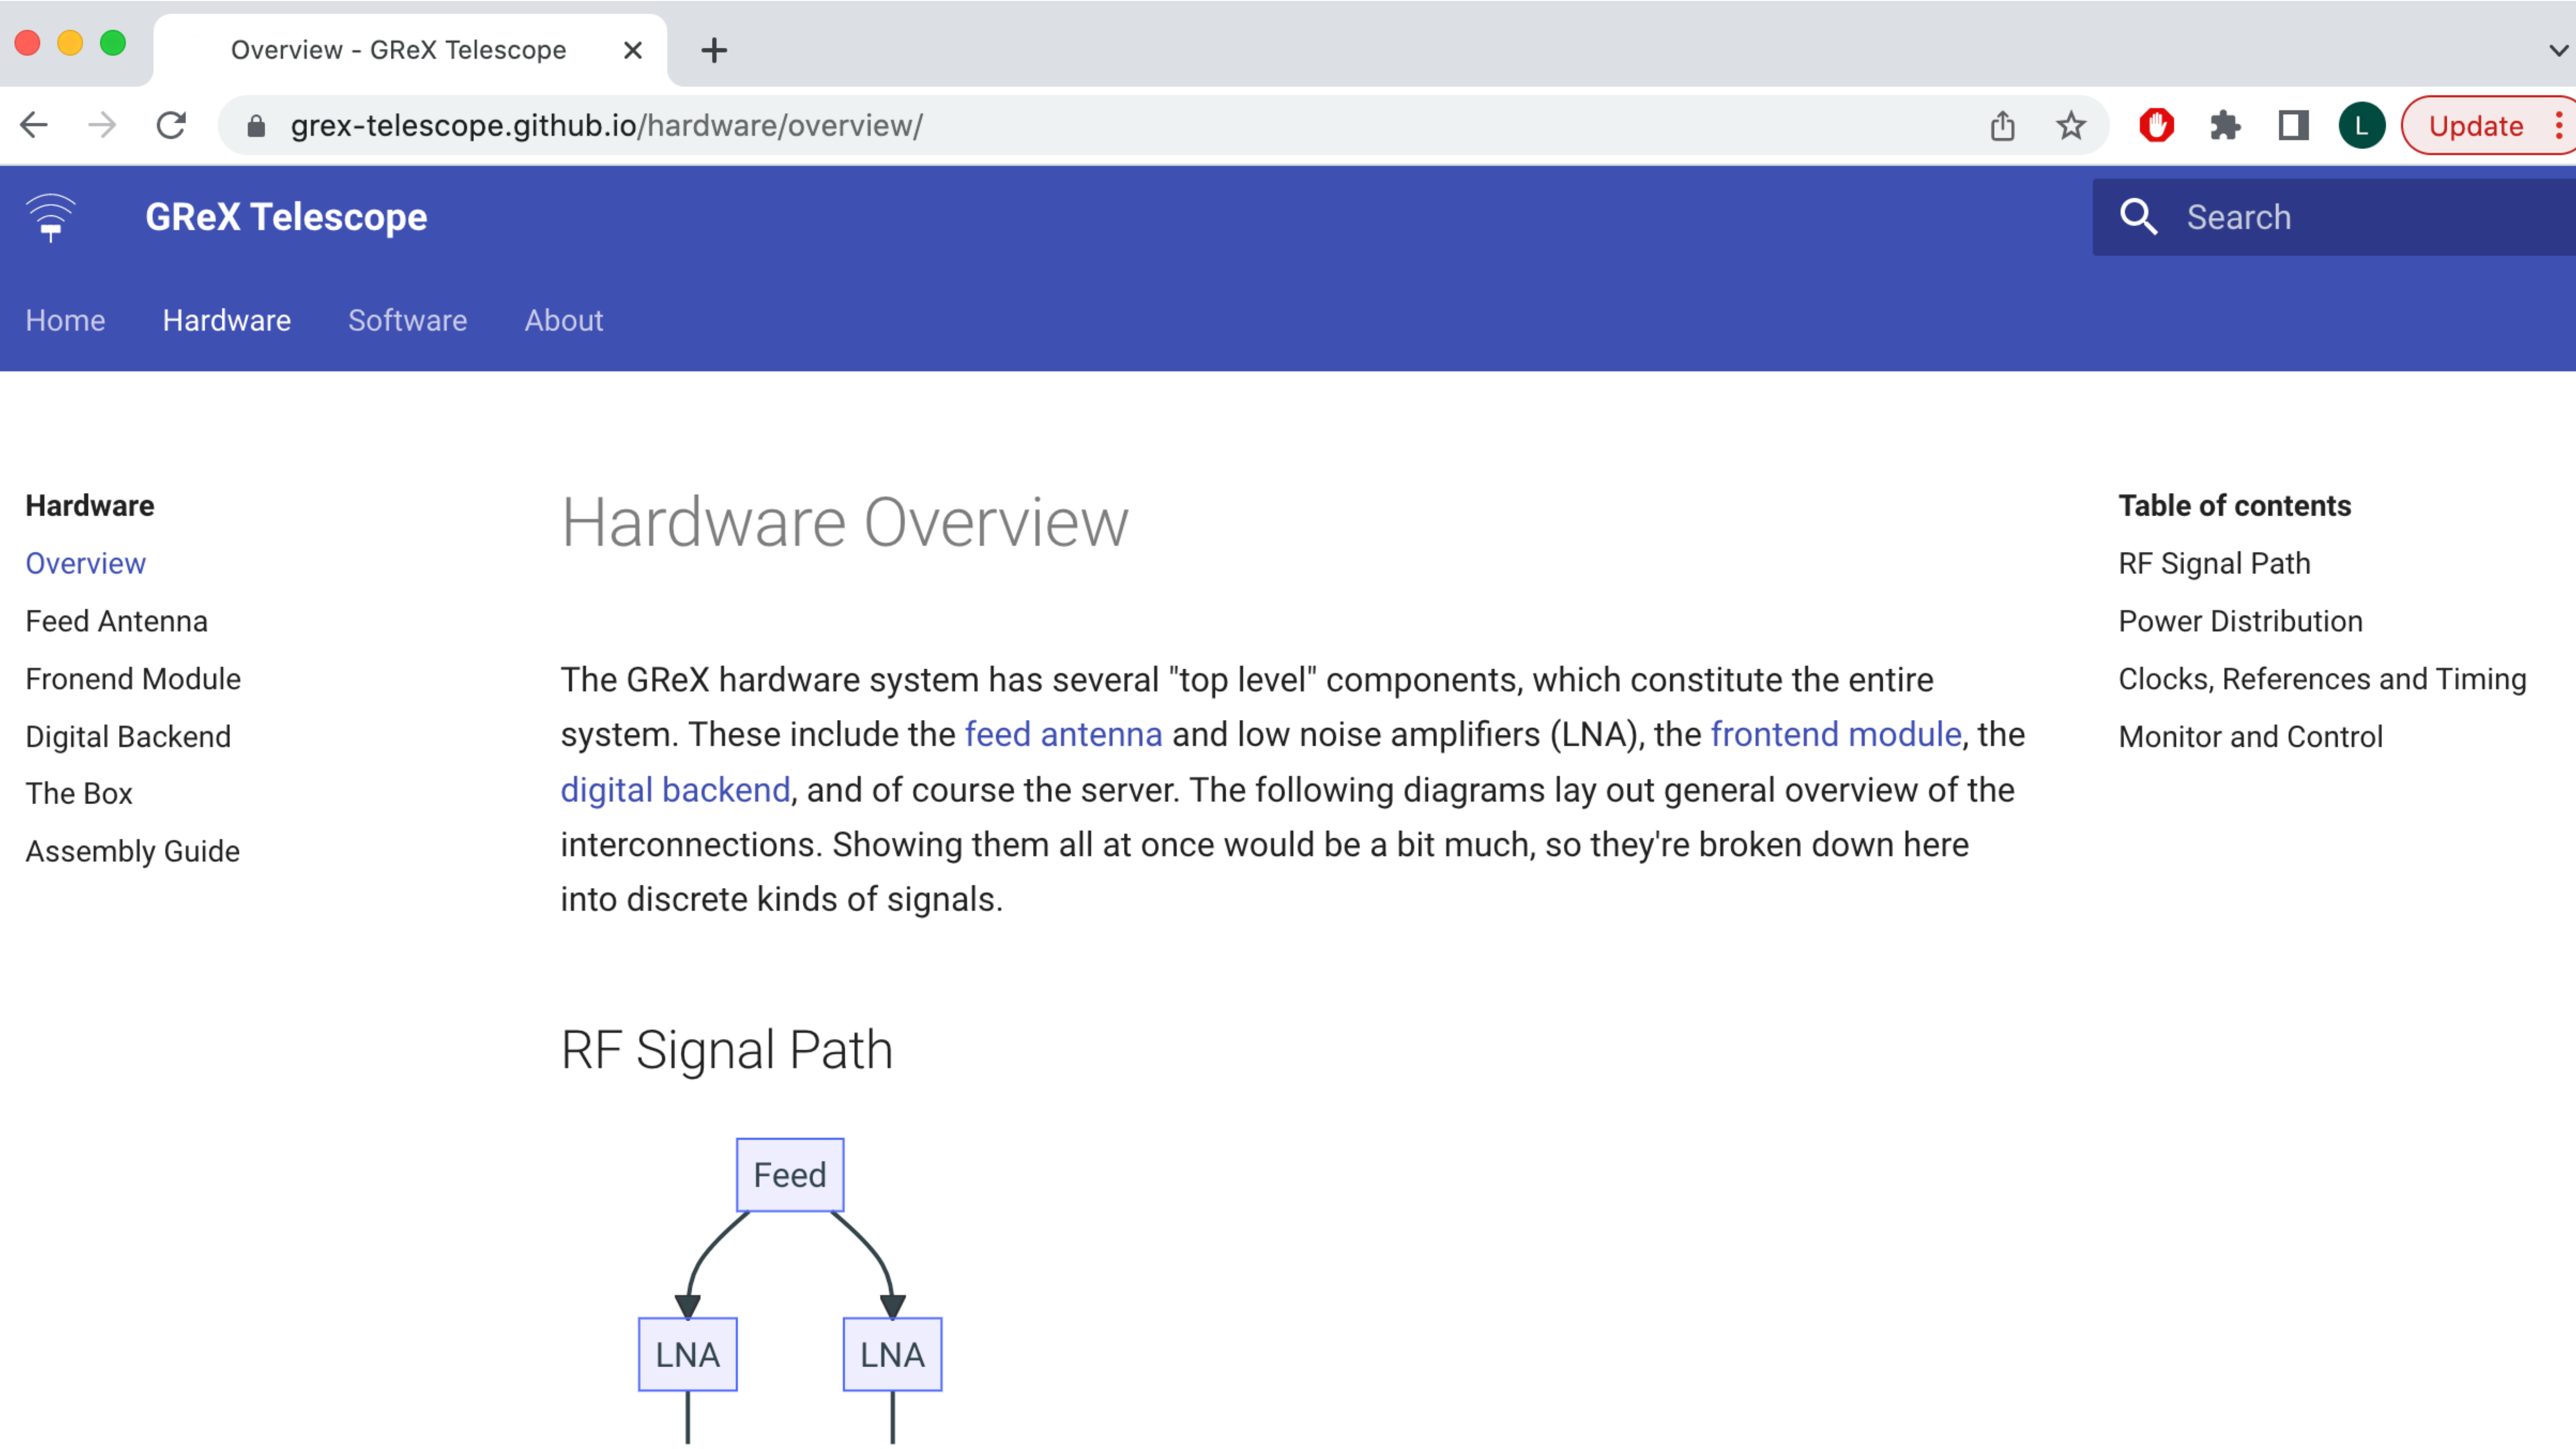 Overview - GReX Telescope
grex-telescope.github.io/hardware/overview/
L
Update
GReX Telescope
Search
Home
Hardware
Software
About
Hardware
Overview
Feed Antenna
Fronend Module
Digital Backend
The Box
Assembly Guide
Hardware Overview
The GReX hardware system has several "top level" components, which constitute the entire
system. These include the feed antenna and low noise amplifiers (LNA), the frontend module, the
digital backend, and of course the server. The following diagrams lay out general overview of the
interconnections. Showing them all at once would be a bit much, so they're broken down here
into discrete kinds of signals.
RF Signal Path
Feed
LNA
LNA
Table of contents
RF Signal Path
Power Distribution
Clocks, References and Timing
Monitor and Control